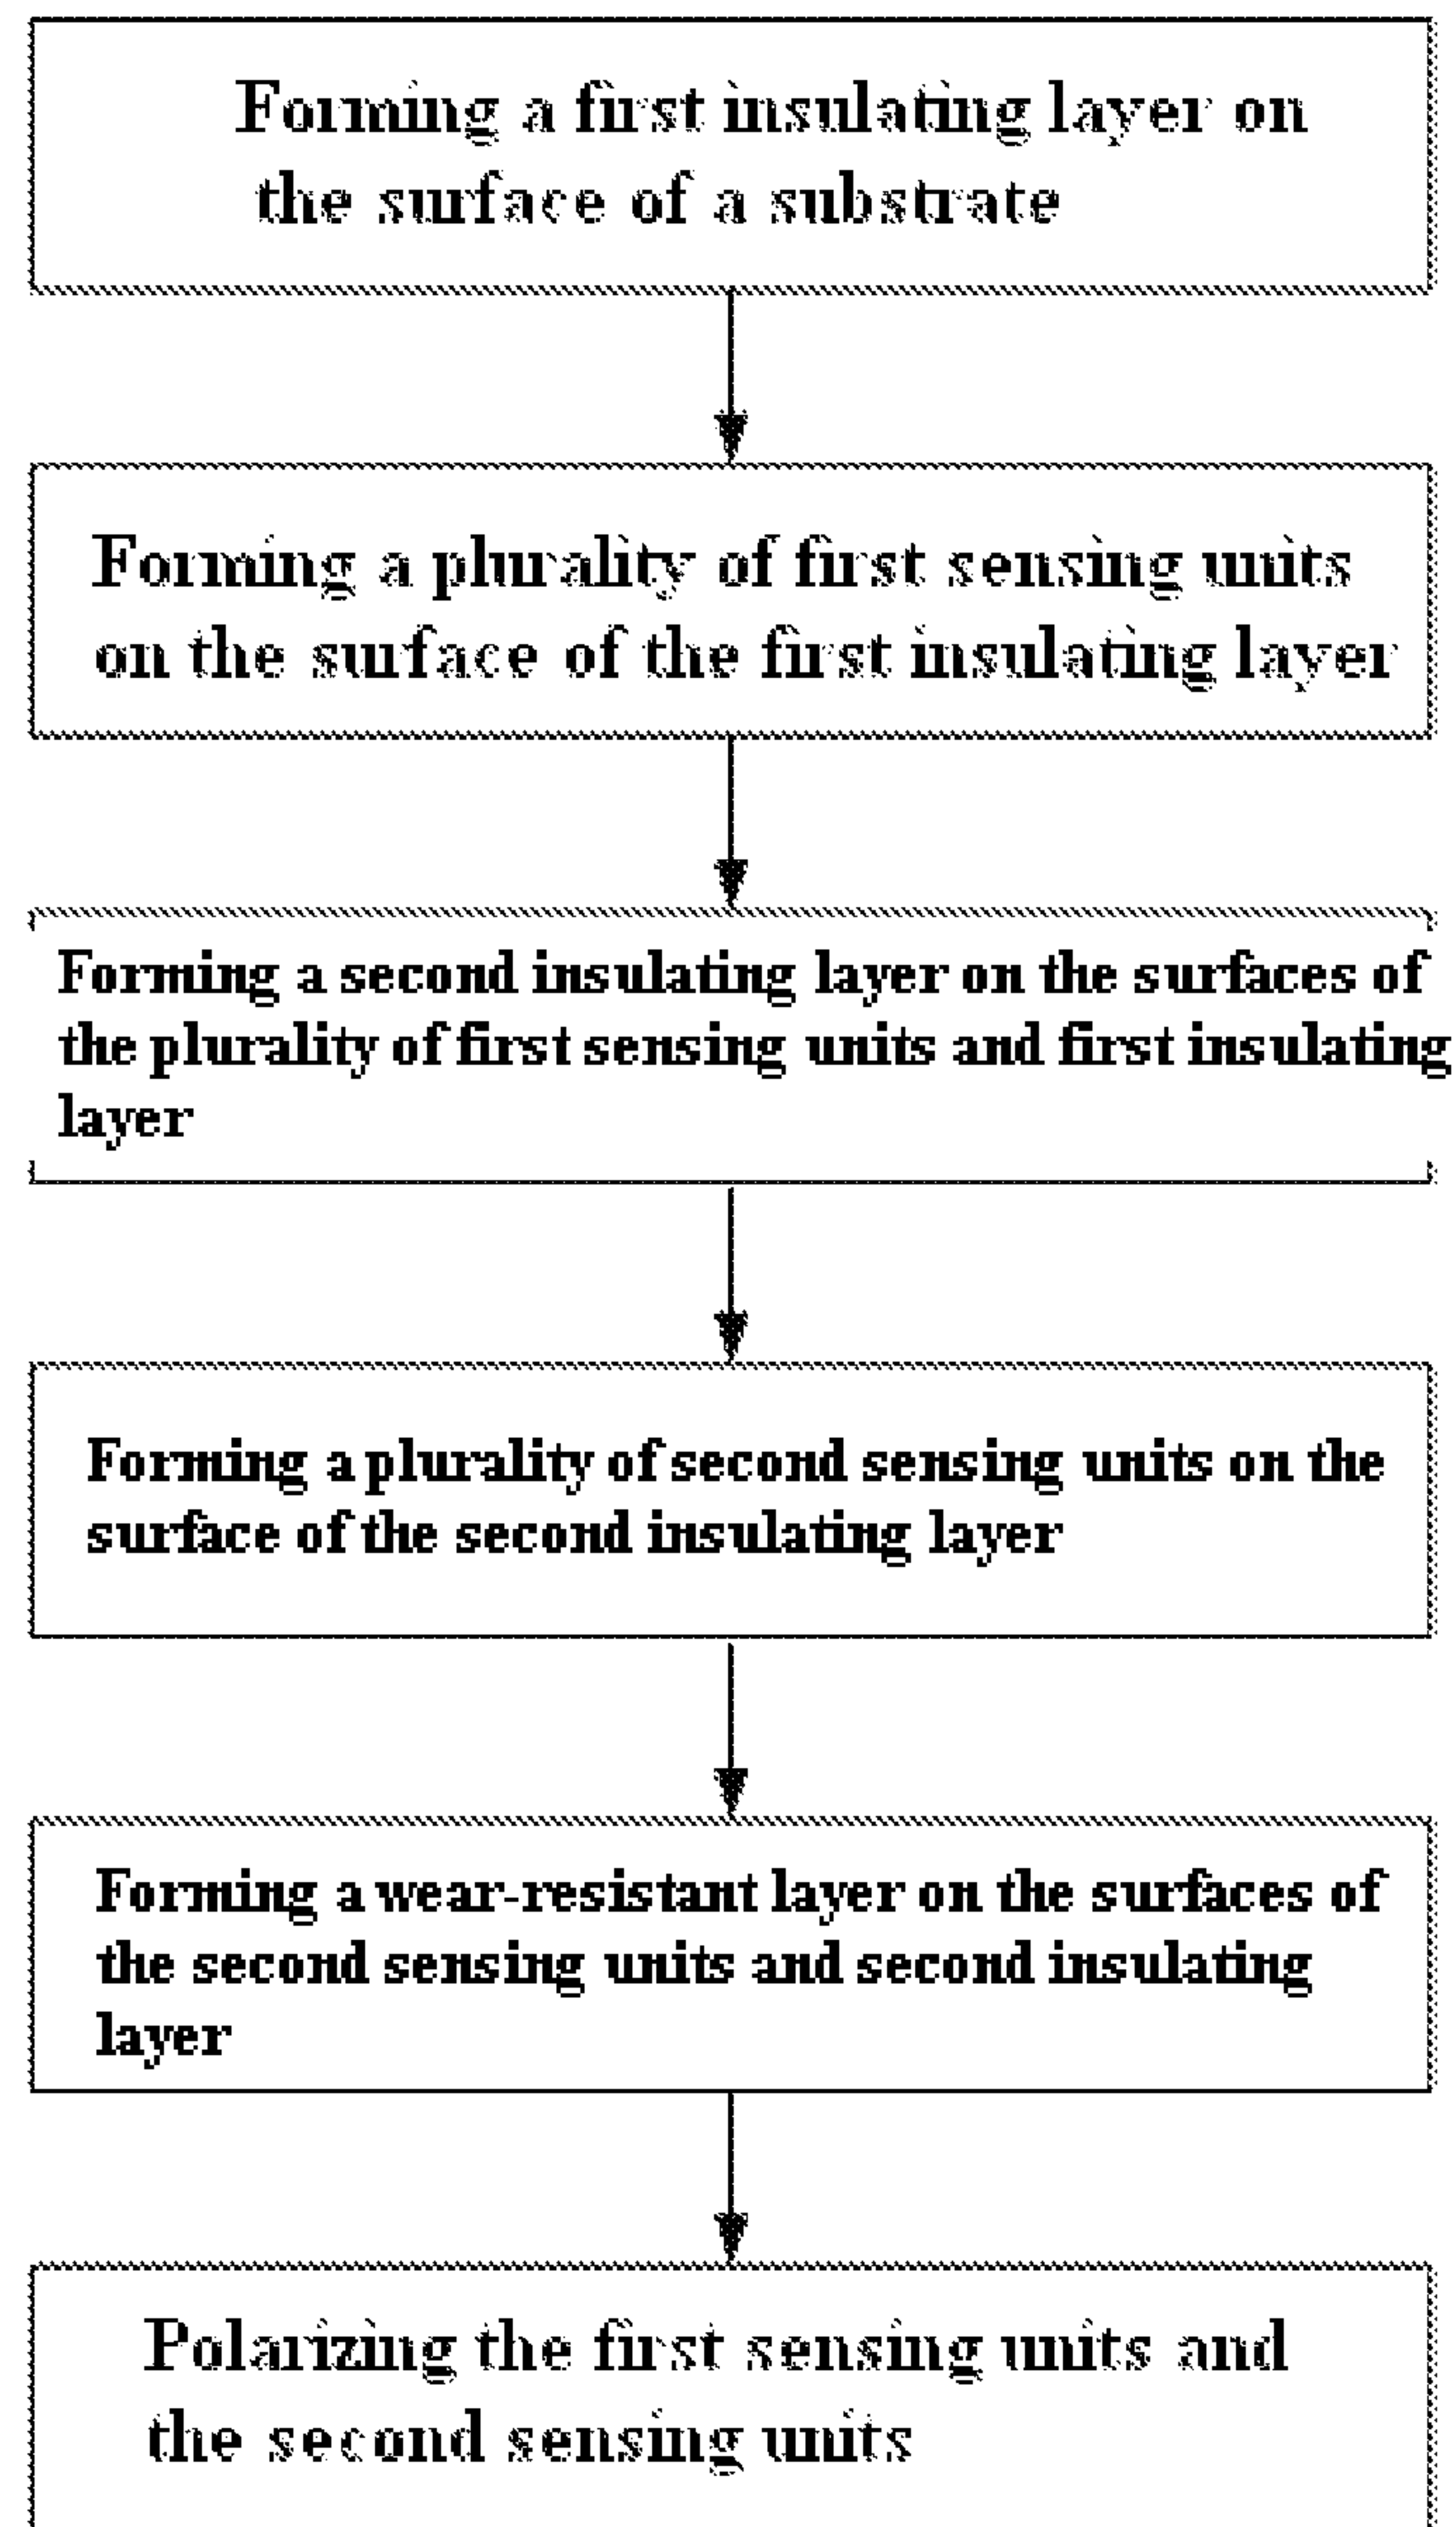 Forming a first insulating layer on
the surface of a substrate
Forming a plurality of first sensing units
on the surface of the first insulating layer
Forming a second insulating layer on the surfaces of
the plurality of first sensing units and first insulating
layer
Forming a plurality of second sensing units on the
surface of the second insulating layer
Forming a wear-resistant layer on the surfaces of
the second sensing units and second insulating
layer
Polarizing the first sensing units and
the second sensing units